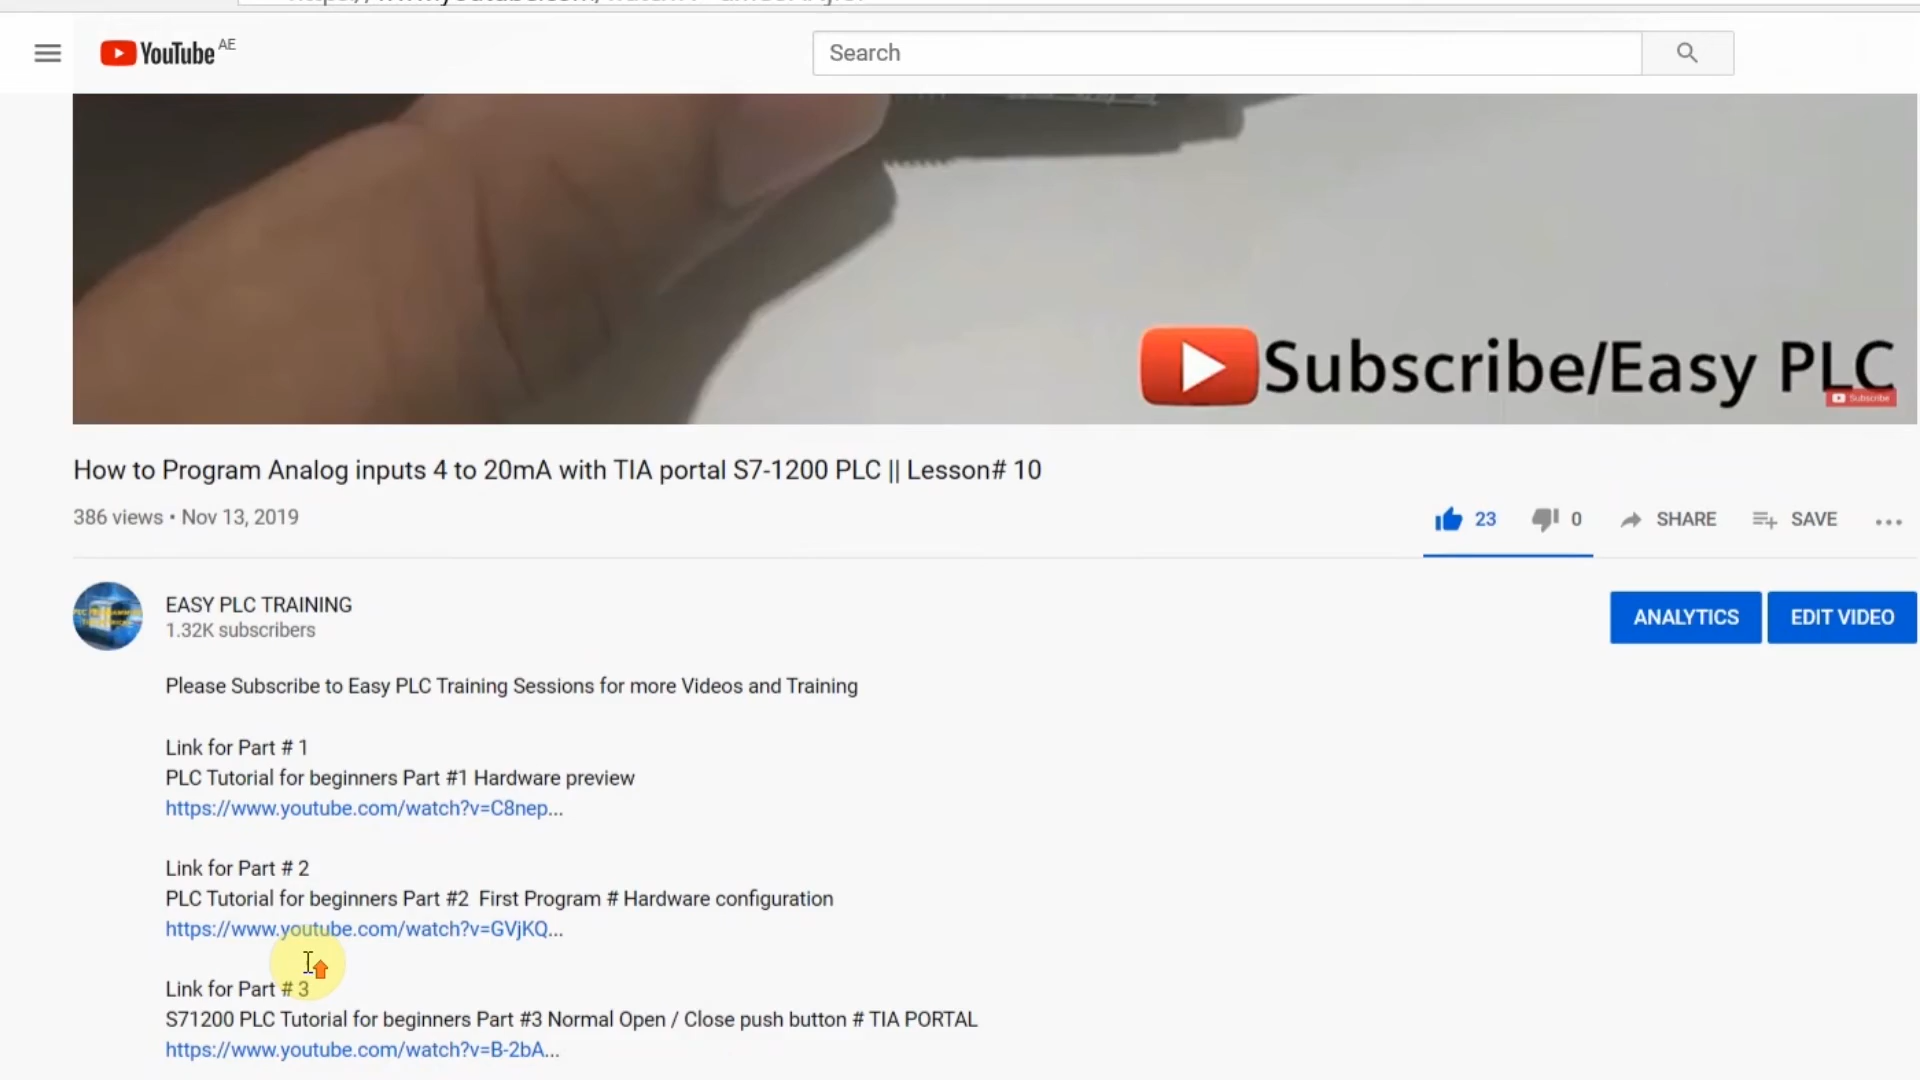 YouTube AE
Search
Subscribe/Easy PLC
Subscribe
How to Program Analog inputs 4 to 20mA with TIA portal S7-1200 PLC || Lesson# 10
386 views • Nov 13, 2019
23 0 SHARE SAVE
EASY PLC TRAINING
1.32K subscribers
ANALYTICS EDIT VIDEO
Please Subscribe to Easy PLC Training Sessions for more Videos and Training
Link for Part # 1
PLC Tutorial for beginners Part #1 Hardware preview
https://www.youtube.com/watch?v=C8nep...
Link for Part # 2
PLC Tutorial for beginners Part #2 First Program # Hardware configuration
https://www.youtube.com/watch?v=GVjKQ...
Link for Part # 3
S71200 PLC Tutorial for beginners Part #3 Normal Open / Close push button # TIA PORTAL
https://www.youtube.com/watch?v=B-2bA...